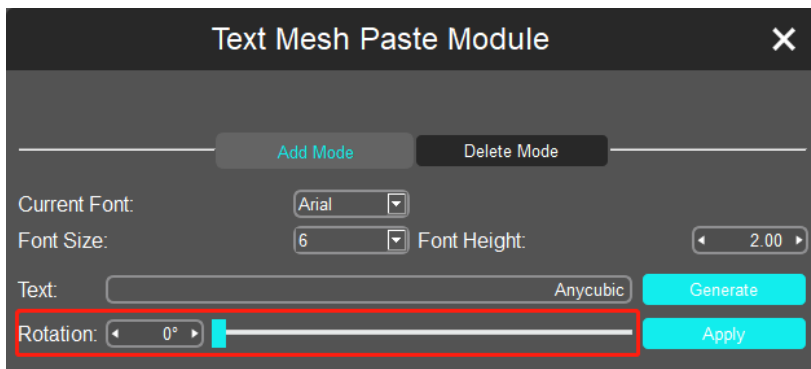 Text Mesh Paste Module
Add Mode Delete Mode
Current Font: Arial
Font Size: 6 Font Height: 2.00
Text: Anycubic Generate
Rotation: 0° Apply